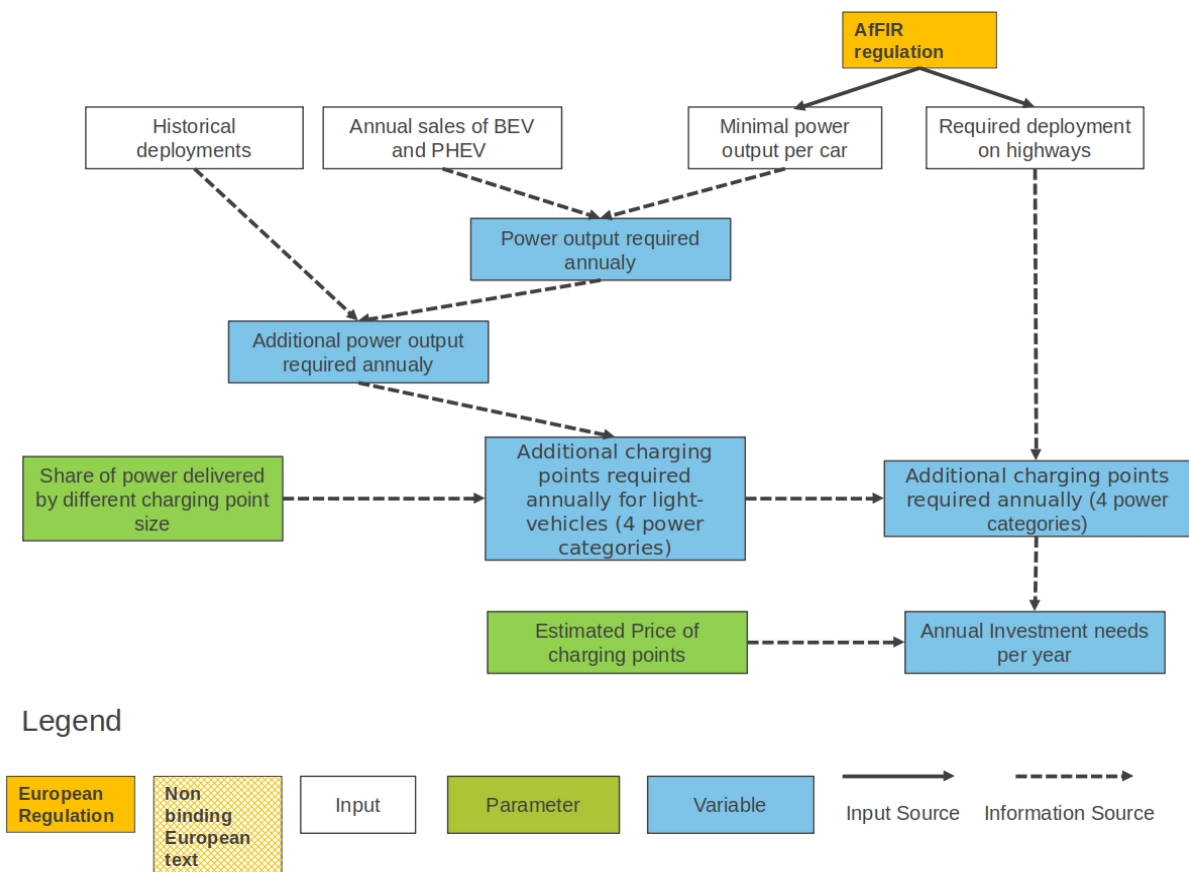 AfFIR
regulation
Historical
deployments
Annual sales of BEV
and PHEV
Minimal power
output per car
Required deployment
on highways
Power output required
annualy
Additional power output
required annualy
Share of power delivered
by different charging point
size
Additional charging
points required
annually for light-
vehicles (4 power
categories)
Additional charging points
required annually (4 power
categories)
Estimated Price of
charging points
Annual Investment needs
per year
Legend
European
Regulation
Non
binding
European
text
Input
Parameter
Variable
Input Source
Information Source